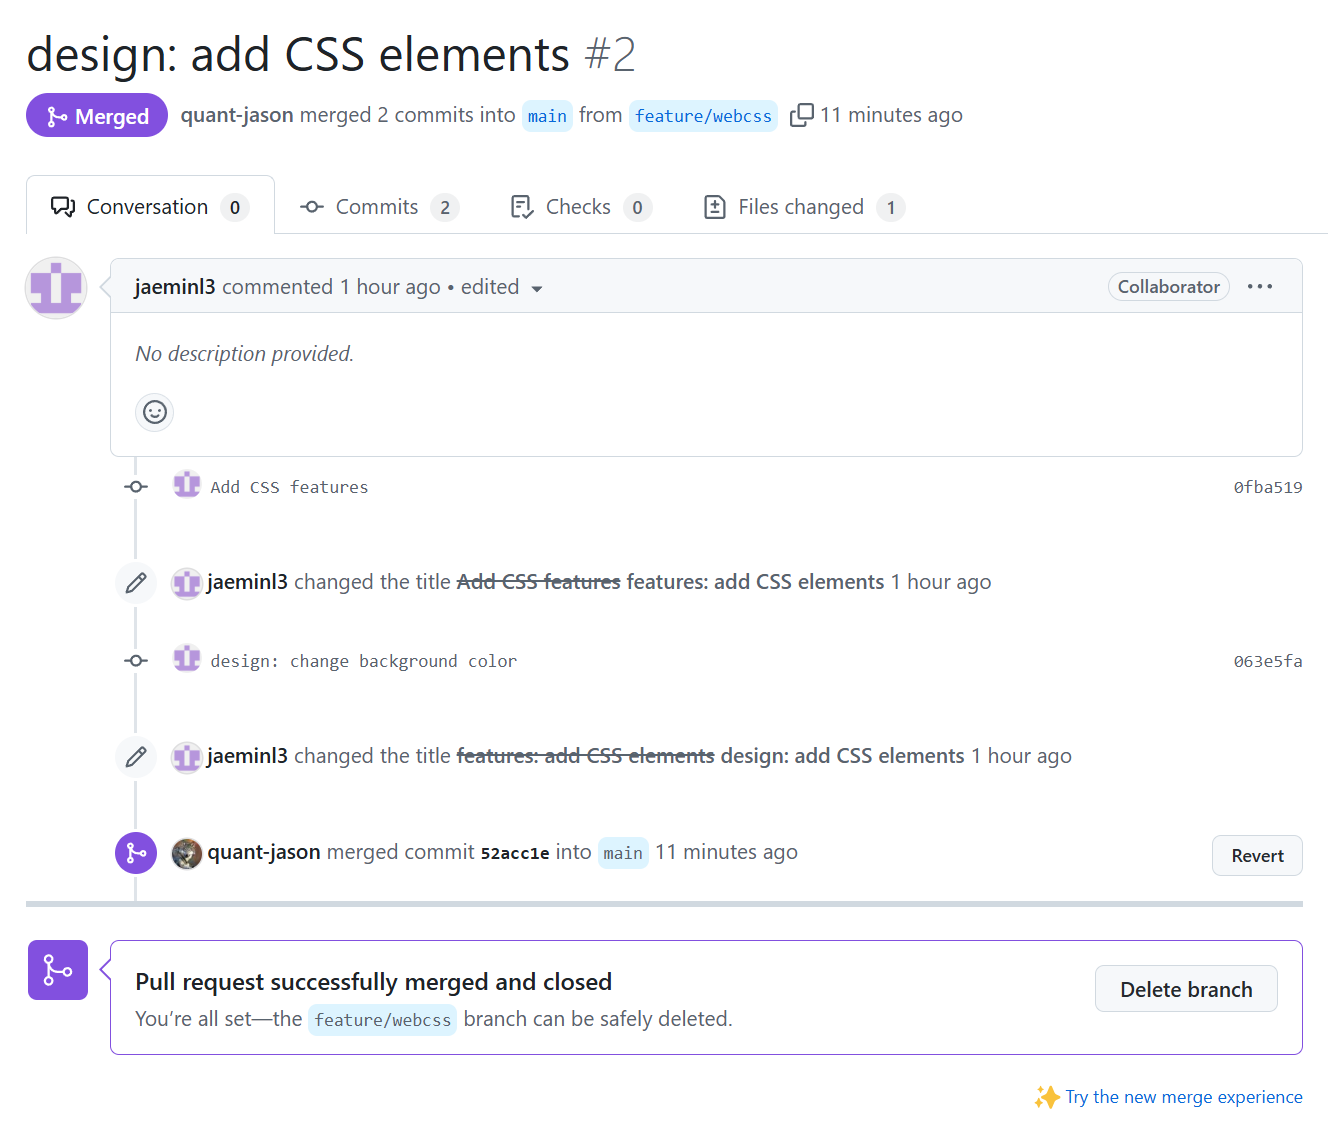 design: add CSS elements #2
Merged quant-jason merged 2 commits into main from feature/webcss 11 minutes ago
Conversation 0 Commits 2 Checks 0 Files changed 1
jaeminl3 commented 1 hour ago • edited Collaborator
No description provided.
Add CSS features 0fba519
jaeminl3 changed the title Add CSS features features: add CSS elements 1 hour ago
design: change background color 063e5fa
jaeminl3 changed the title features: add CSS elements design: add CSS elements 1 hour ago
quant-jason merged commit 52acc1e into main 11 minutes ago Revert
Pull request successfully merged and closed
You’re all set—the feature/webcss branch can be safely deleted.
Delete branch
Try the new merge experience